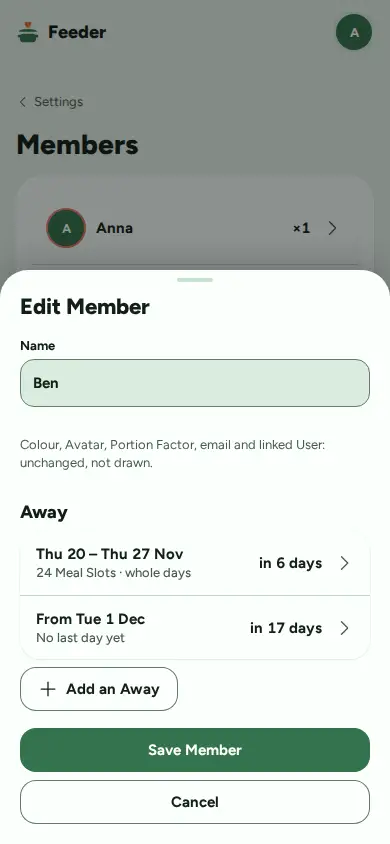 Feeder
A
Settings
Members
A
Anna
×1
Edit Member
Name
Ben
Colour, Avatar, Portion Factor, email and linked User:
unchanged, not drawn.
Away
Thu 20 – Thu 27 Nov
in 6 days
24 Meal Slots · whole days
From Tue 1 Dec
in 17 days
No last day yet
Add an Away
Save Member
Cancel